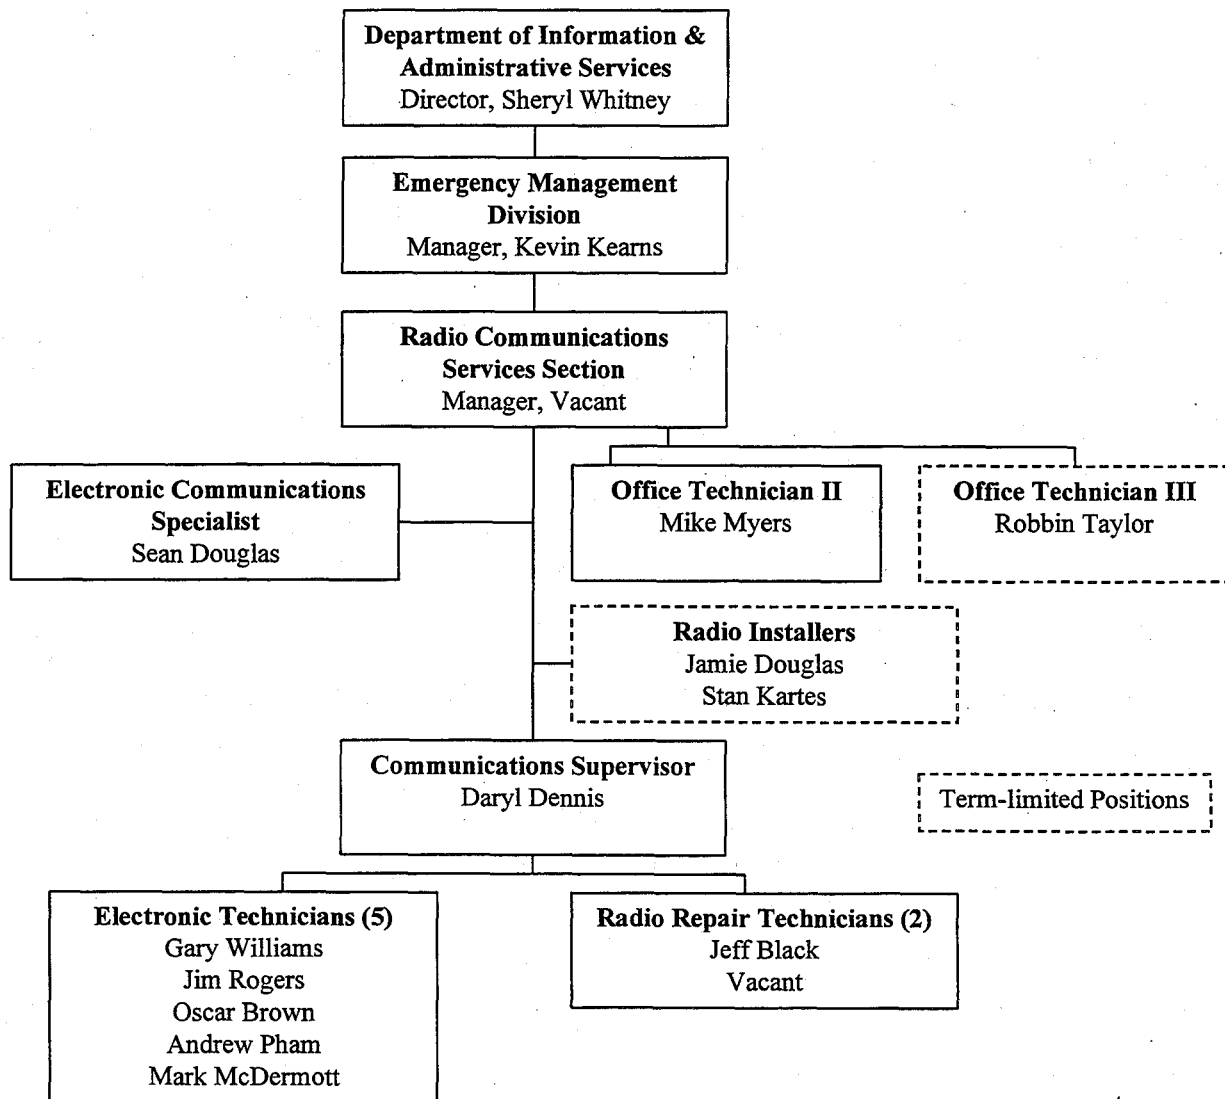 Department of Information &
Administrative Services
Director, Sheryl Whitney
Emergency Management
Division
Manager, Kevin Kearns
Radio Communications
Services Section
Manager, Vacant
Electronic Communications
Specialist
Sean Douglas
Office Technician II
Mike Myers
Office Technician III
Robbin Taylor
Radio Installers
Jamie Douglas
Stan Kartes
Communications Supervisor
Daryl Dennis
Term-limited Positions
Electronic Technicians (5)
Gary Williams
Jim Rogers
Oscar Brown
Andrew Pham
Mark McDermott
Radio Repair Technicians (2)
Jeff Black
Vacant